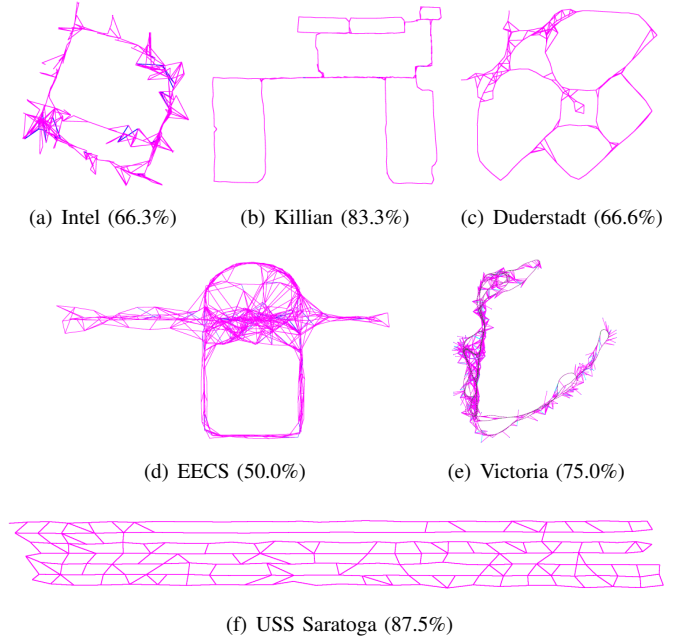 (a) Intel (66.3%)
(b) Killian (83.3%)
(c) Duderstadt (66.6%)
(d) EECS (50.0%)
(e) Victoria (75.0%)
(f) USS Saratoga (87.5%)